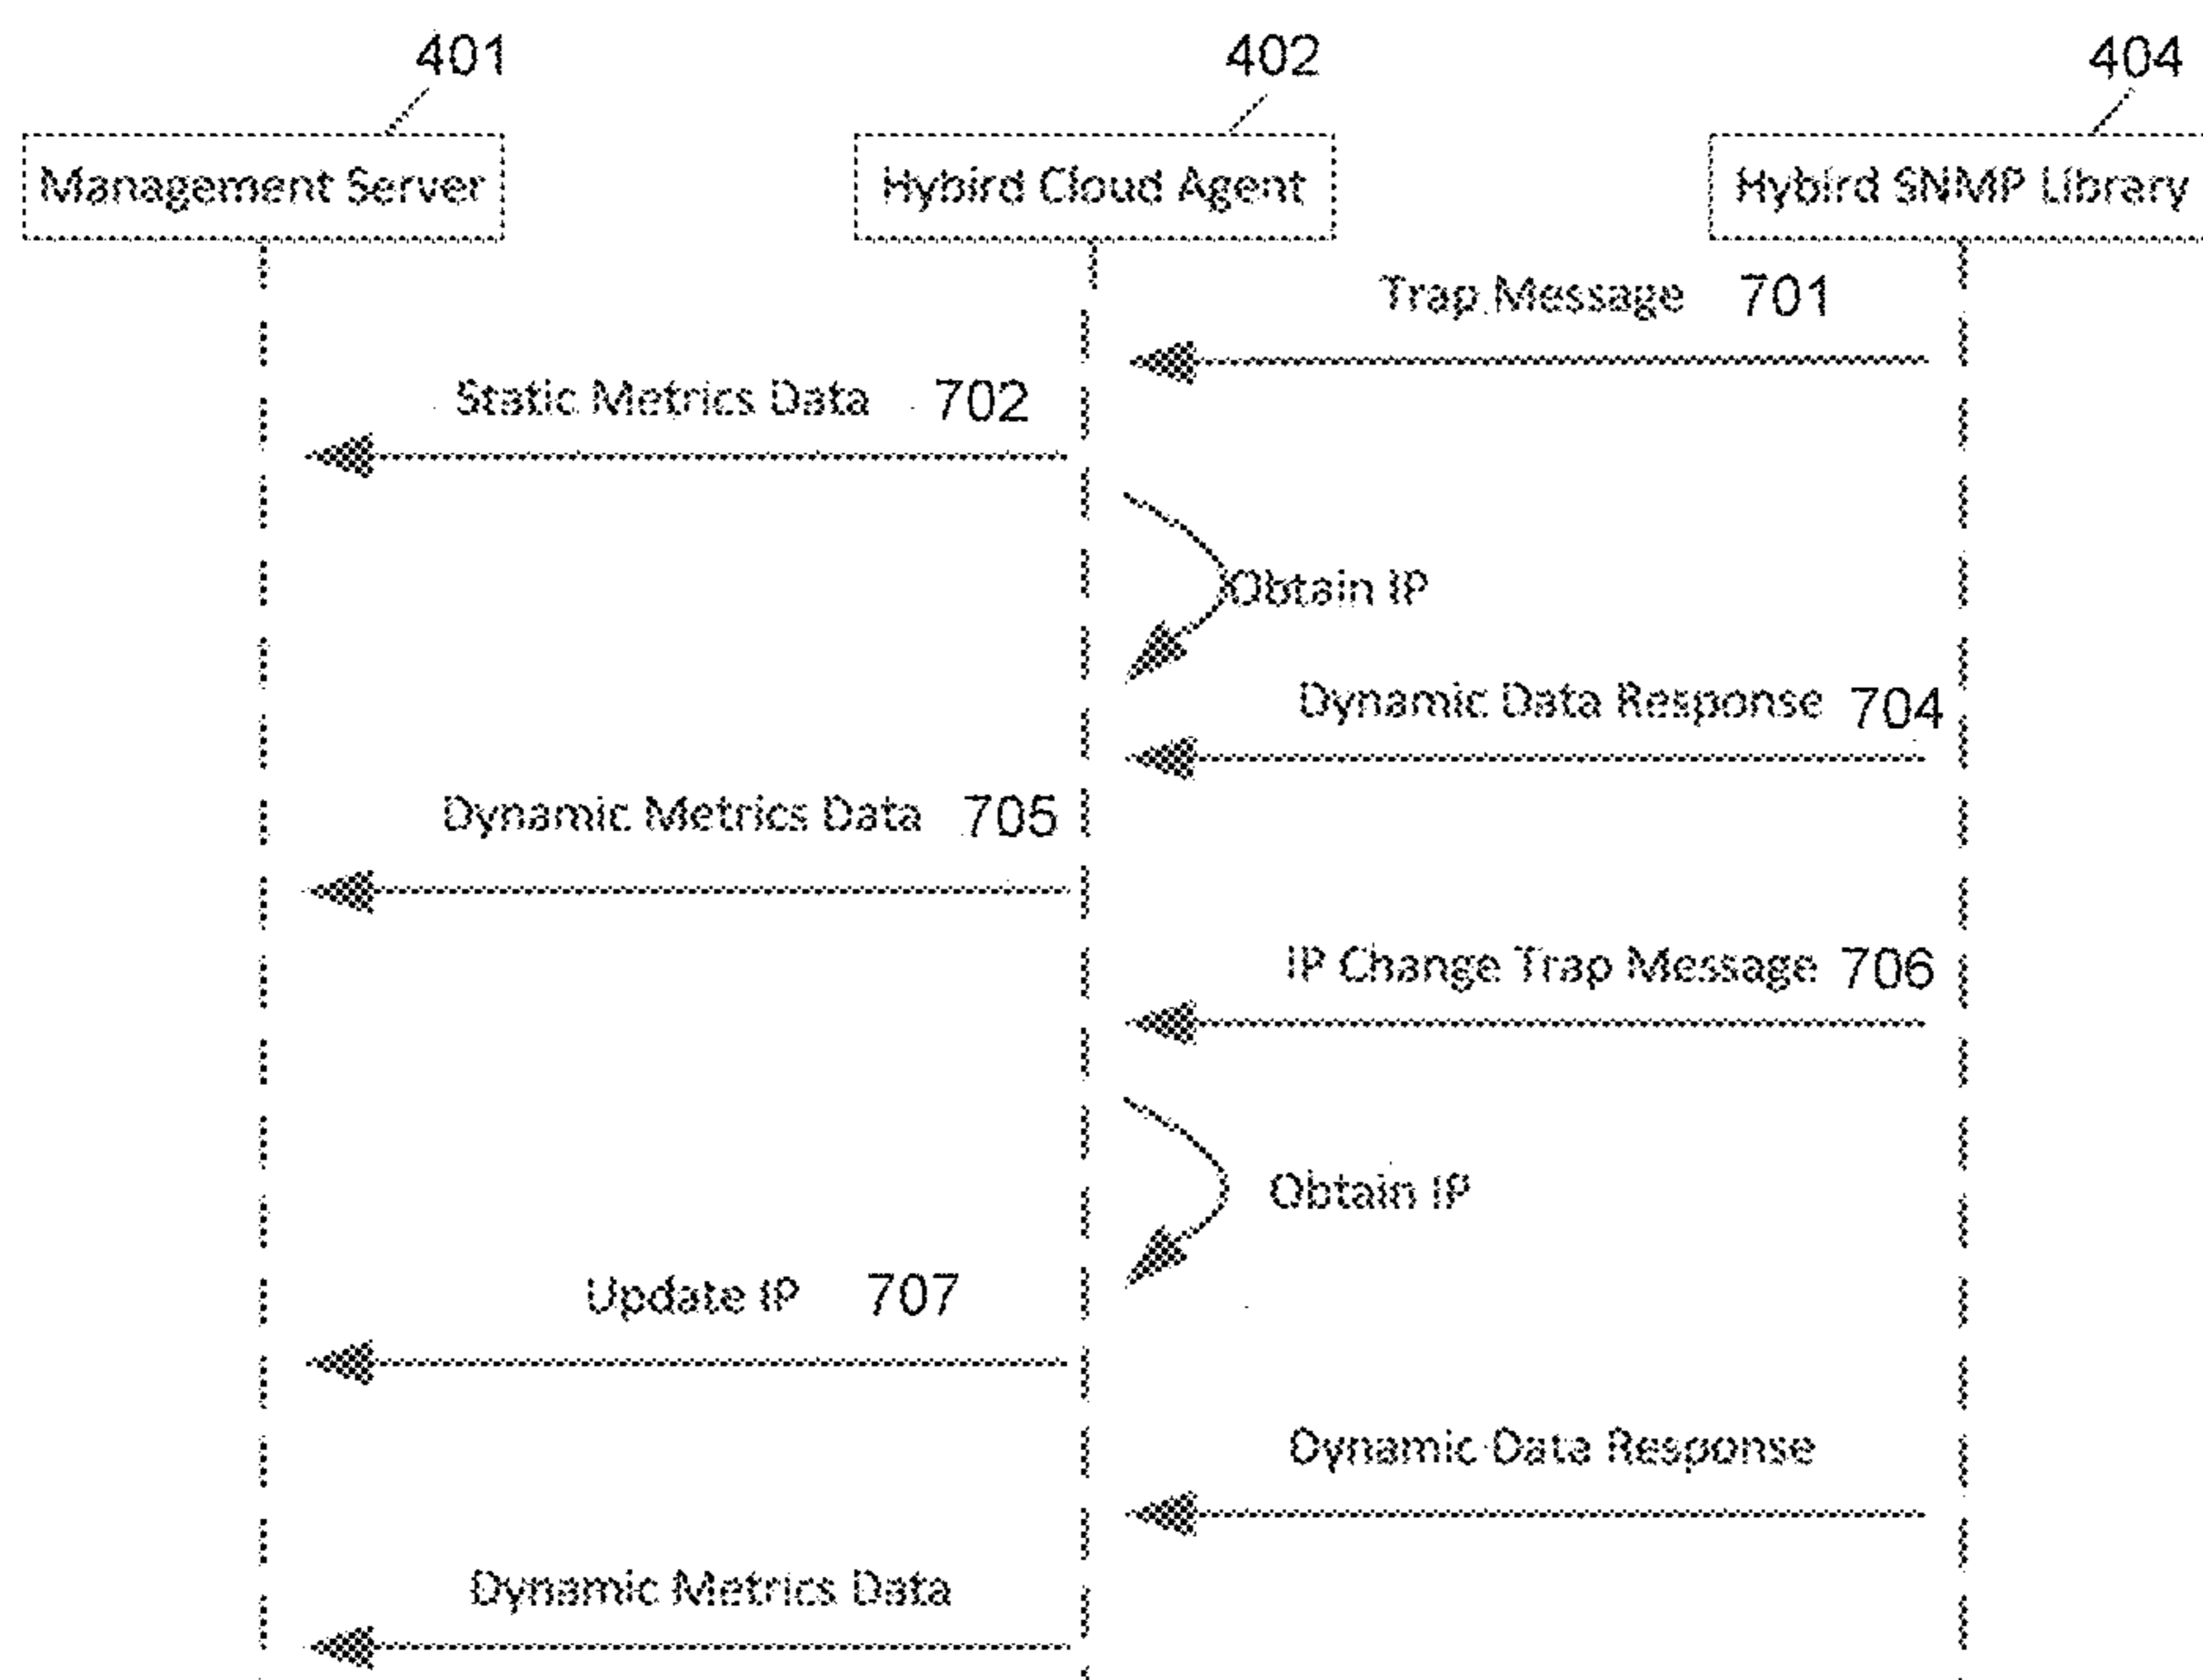 401 402 404
Management Server Hybird Cloud Agent Hybird SNMP Library
Trap Message 701
Static Metrics Data 702
Obtain IP
Dynamic Data Response 704
Dynamic Metrics Data 705
IP Change Trap Message 706
Obtain IP
Update IP 707
Dynamic Data Response
Dynamic Metrics Data